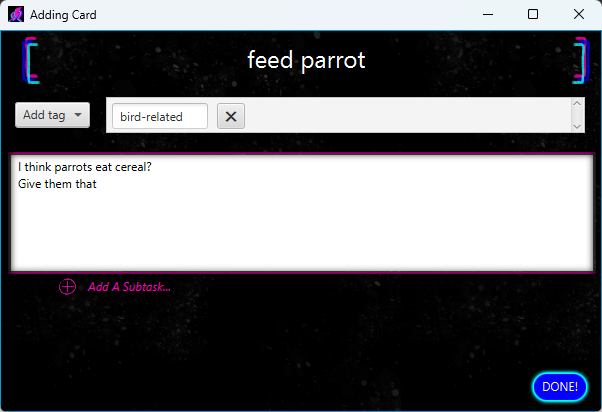 Adding Card
feed parrot
Add tag
bird-related
I think parrots eat cereal?
Give them that
Add A Subtask...
DONE!